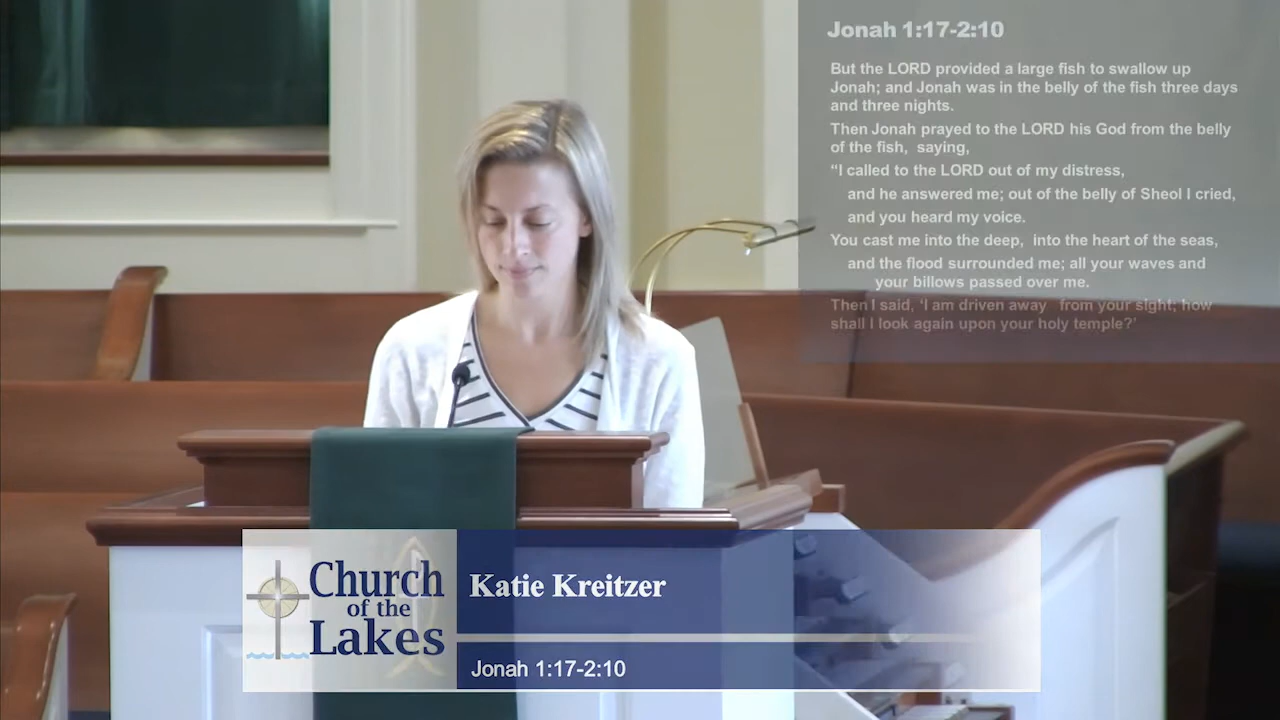 Jonah 1:17-2:10
But the LORD provided a large fish to swallow up
Jonah; and Jonah was in the belly of the fish three days
and three nights.
Then Jonah prayed to the LORD his God from the belly
of the fish, saying,
“I called to the LORD out of my distress,
and he answered me; out of the belly of Sheol I cried,
and you heard my voice.
You cast me into the deep, into the heart of the seas,
and the flood surrounded me; all your waves and
your billows passed over me.
Then I said, ‘I am driven away from your sight; how
shall I look again upon your holy temple?’
Church
of the
Lakes
Katie Kreitzer
Jonah 1:17-2:10